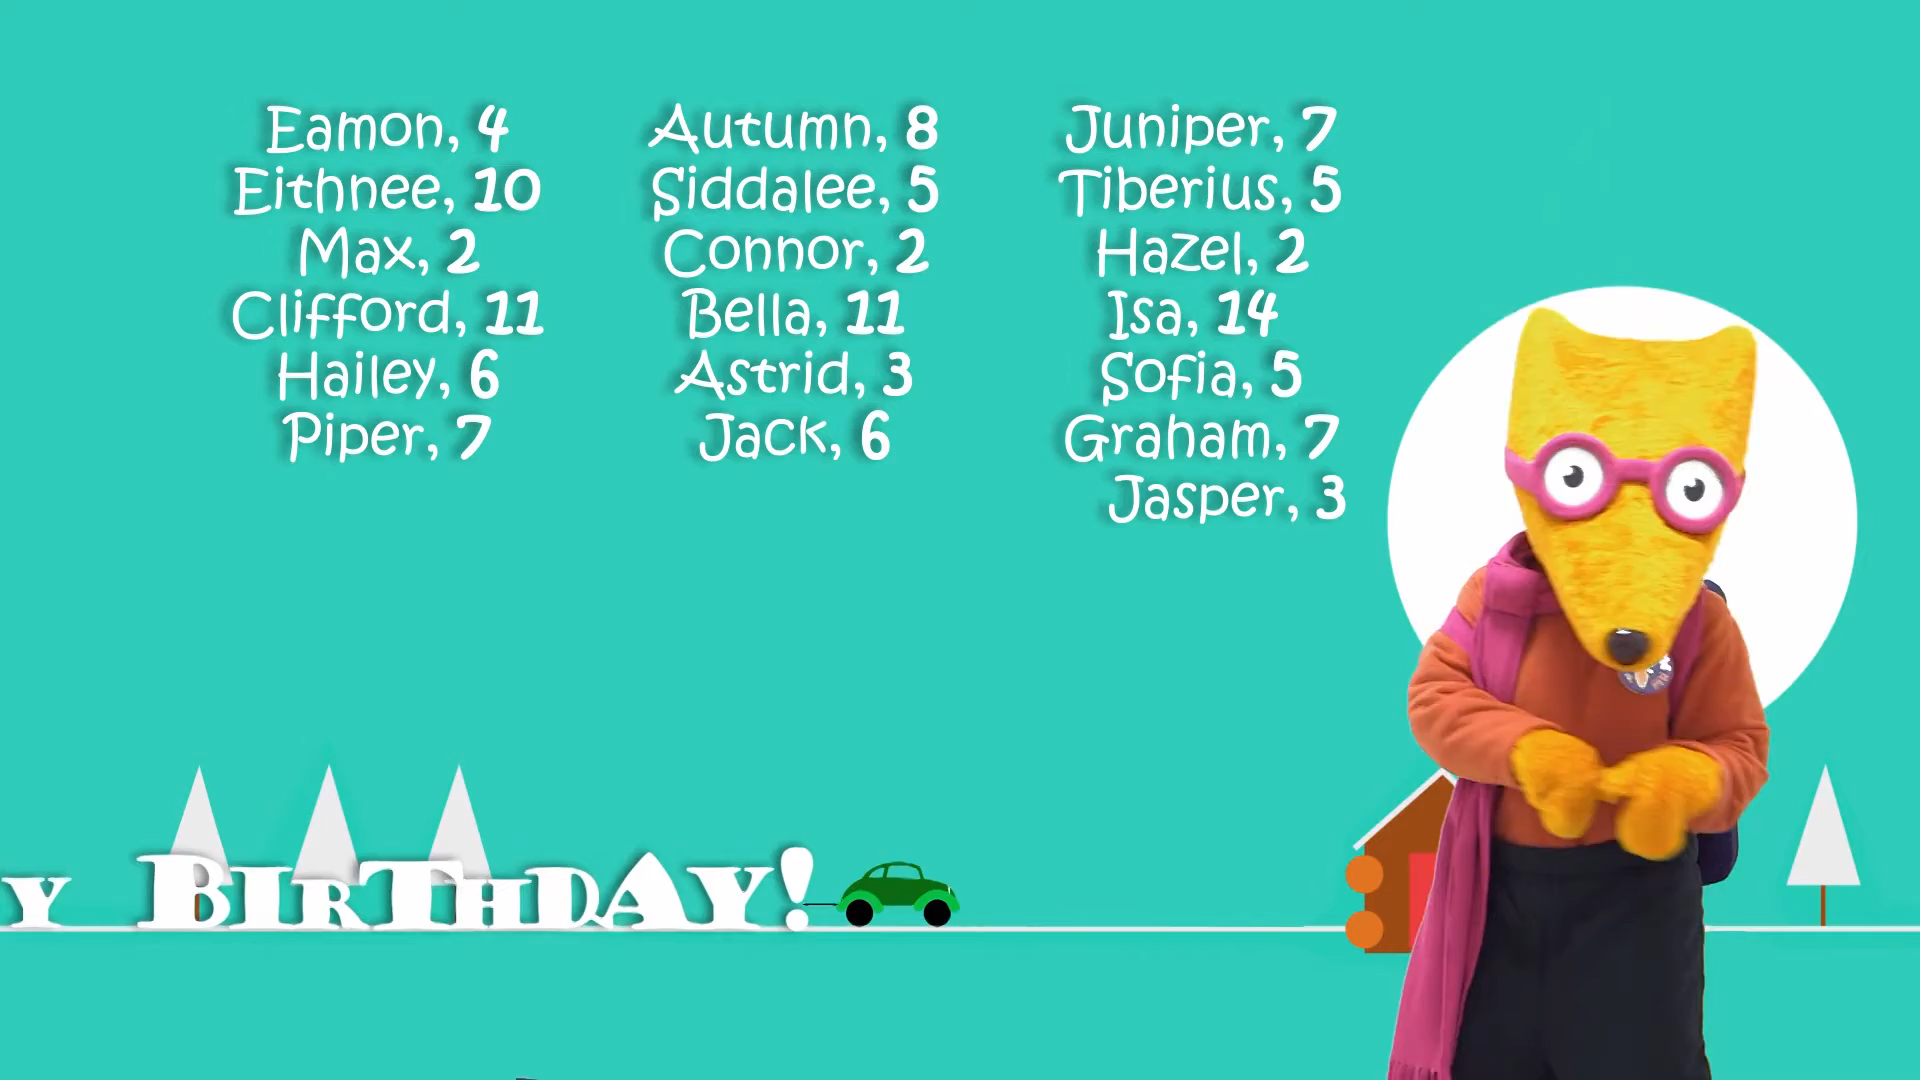 Eamon, 4
Eithnee, 10
Max, 2
Clifford, 11
Hailey, 6
Piper, 7
Autumn, 8
Siddalee, 5
Connor, 2
Bella, 11
Astrid, 3
Jack, 6
Juniper, 7
Tiberius, 5
Hazel, 2
Isa, 14
Sofia, 5
Graham, 7
Jasper, 3
Y BIRTHDAY!